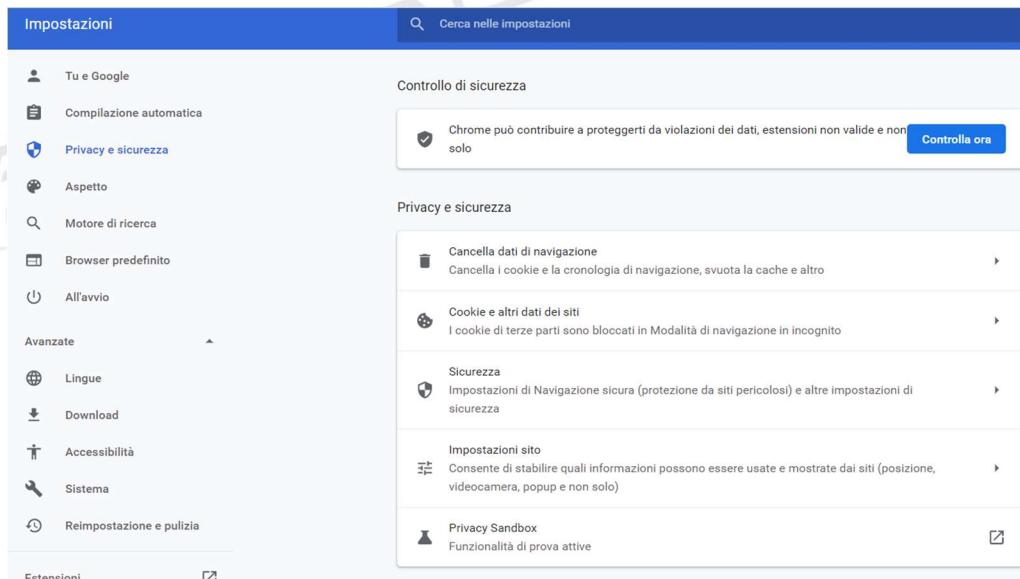 Impostazioni
Cerca nelle impostazioni
Tu e Google
Compilazione automatica
Privacy e sicurezza
Aspetto
Motore di ricerca
Browser predefinito
All'avvio
Avanzate
Lingue
Download
Accessibilità
Sistema
Reimpostazione e pulizia
Estensioni
Controllo di sicurezza
Chrome può contribuire a proteggerti da violazioni dei dati, estensioni non valide e non
solo
Controlla ora
Privacy e sicurezza
Cancella dati di navigazione
Cancella i cookie e la cronologia di navigazione, svuota la cache e altro
Cookie e altri dati dei siti
I cookie di terze parti sono bloccati in Modalità di navigazione in incognito
Sicurezza
Impostazioni di Navigazione sicura (protezione da siti pericolosi) e altre impostazioni di
sicurezza
Impostazioni sito
Consente di stabilire quali informazioni possono essere usate e mostrate dai siti (posizione,
videocamera, popup e non solo)
Privacy Sandbox
Funzionalità di prova attive